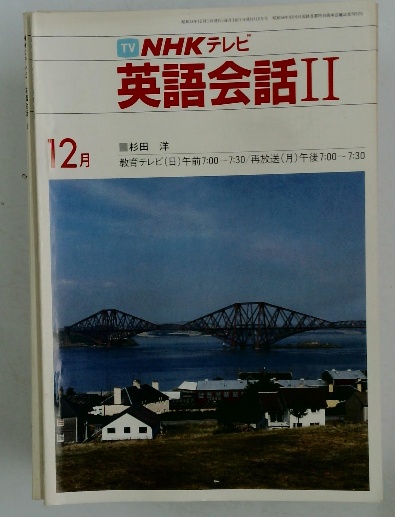 TV NHKテレビ
英語会話II
12月
■杉田 洋
教育テレビ(日)午前7:00→7:30/再放送(月)午後7:00→7:30